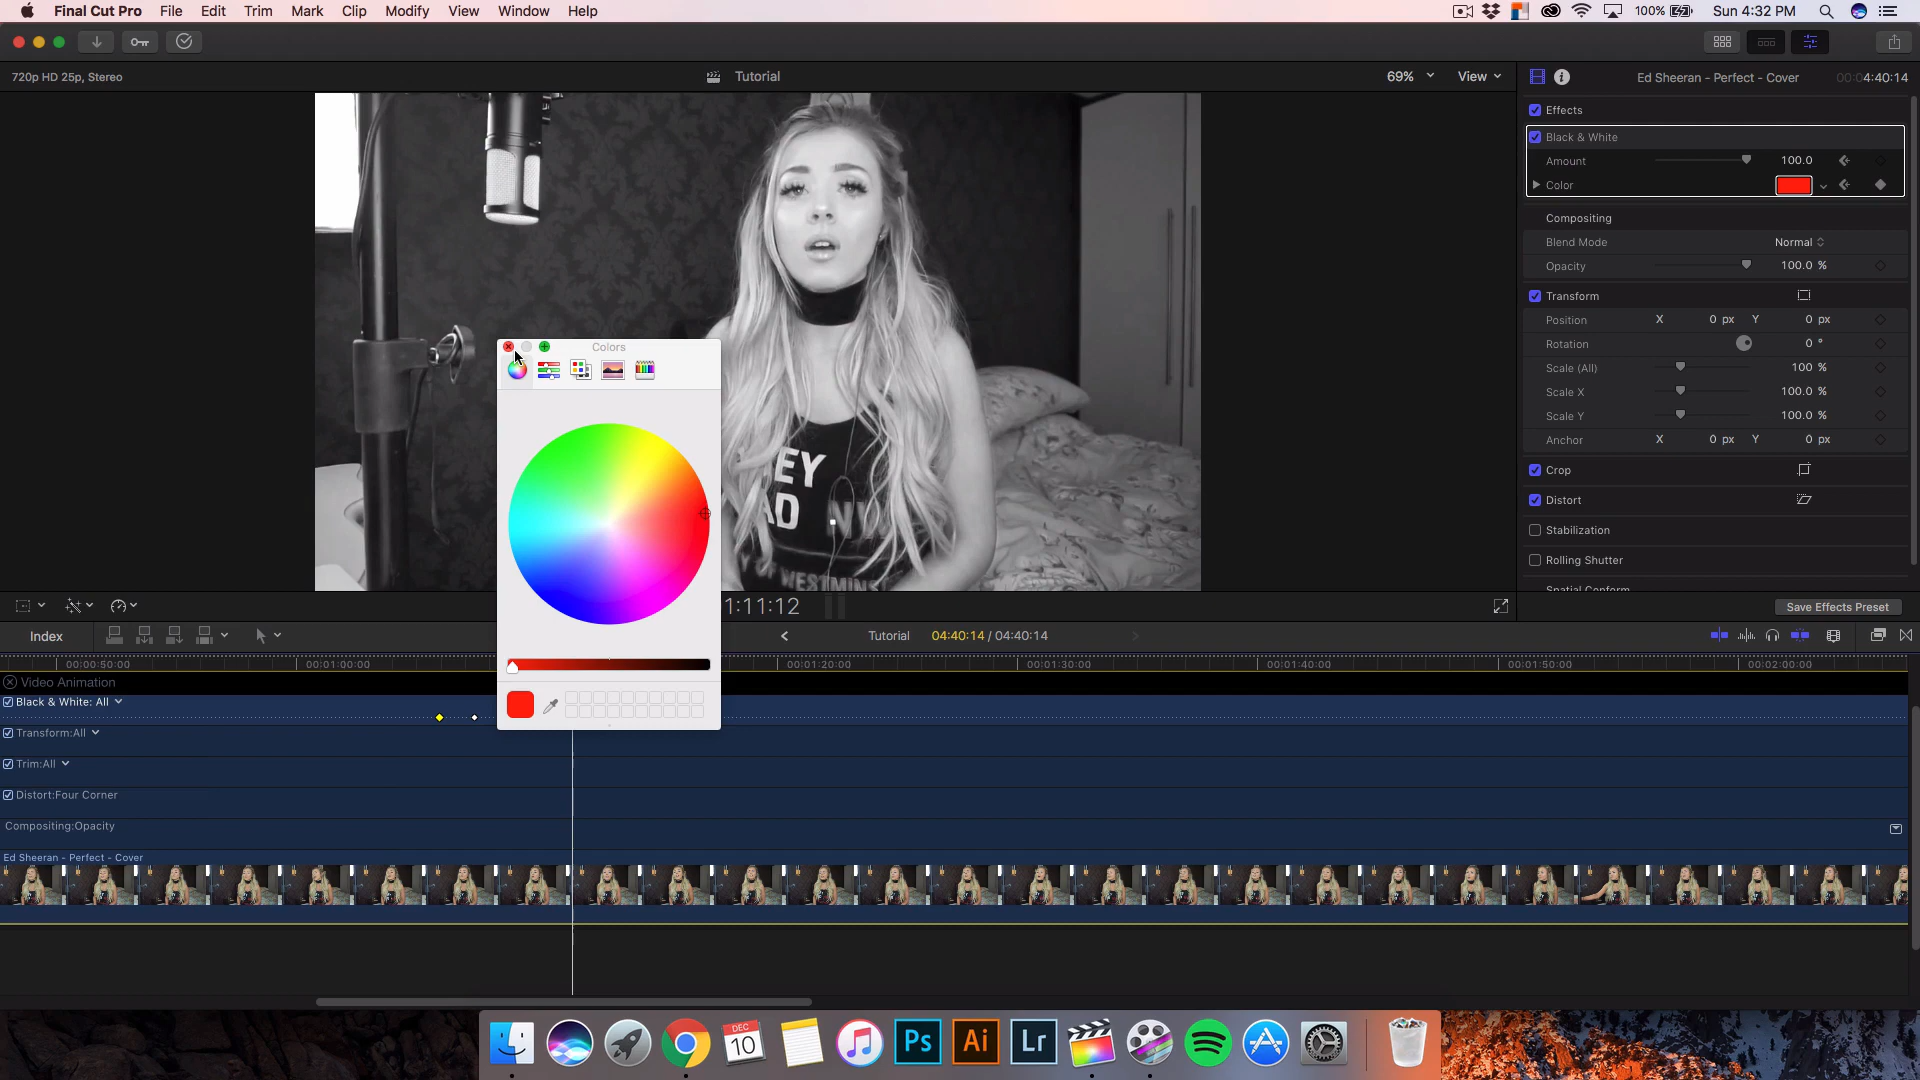 Final Cut Pro File Edit Trim Mark Clip Modify View Window Help 100% Sun 4:32 PM
720p HD 25p, Stereo Tutorial 69% View Ed Sheeran - Perfect - Cover 00:04:40:14
Effects
Black & White
Amount 100.0
Color
Compositing
Blend Mode Normal
Opacity 100.0 %
Transform
Position X 0 px Y 0 px
Rotation 0 °
Scale (All) 100 %
Scale X 100.0 %
Scale Y 100.0 %
Anchor X 0 px Y 0 px
Crop
Distort
Stabilization
Rolling Shutter
Spatial Conform
Save Effects Preset
Colors
EY
AD
WESTMINS
1:11:12
Index Tutorial 04:40:14 / 04:40:14
00:00:50:00 00:01:00:00 00:01:20:00 00:01:30:00 00:01:40:00 00:01:50:00 00:02:00:00
Video Animation
Black & White: All
Transform:All
Trim:All
Distort:Four Corner
Compositing:Opacity
Ed Sheeran - Perfect - Cover
DEC
10
Ps Ai Lr